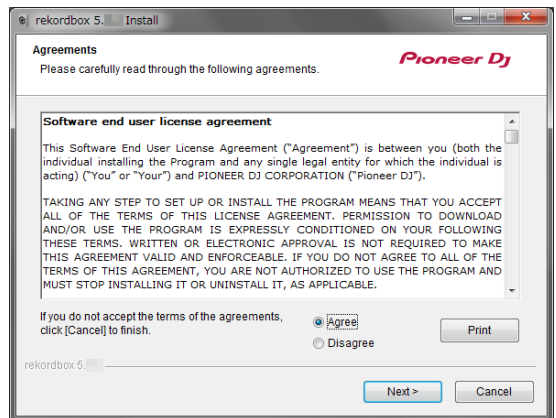 rekordbox 5. Install
Agreements
Please carefully read through the following agreements.
Pioneer Dj
Software end user license agreement
This Software End User License Agreement ("Agreement") is between you (both the
individual installing the Program and any single legal entity for which the individual is
acting) ("You" or "Your") and PIONEER DJ CORPORATION ("Pioneer DJ").
TAKING ANY STEP TO SET UP OR INSTALL THE PROGRAM MEANS THAT YOU ACCEPT
ALL OF THE TERMS OF THIS LICENSE AGREEMENT. PERMISSION TO DOWNLOAD
AND/OR USE THE PROGRAM IS EXPRESSLY CONDITIONED ON YOUR FOLLOWING
THESE TERMS. WRITTEN OR ELECTRONIC APPROVAL IS NOT REQUIRED TO MAKE
THIS AGREEMENT VALID AND ENFORCEABLE. IF YOU DO NOT AGREE TO ALL OF THE
TERMS OF THIS AGREEMENT, YOU ARE NOT AUTHORIZED TO USE THE PROGRAM AND
MUST STOP INSTALLING IT OR UNINSTALL IT, AS APPLICABLE.
If you do not accept the terms of the agreements,
click [Cancel] to finish.
Agree
Disagree
Print
rekordbox 5.
Next >
Cancel